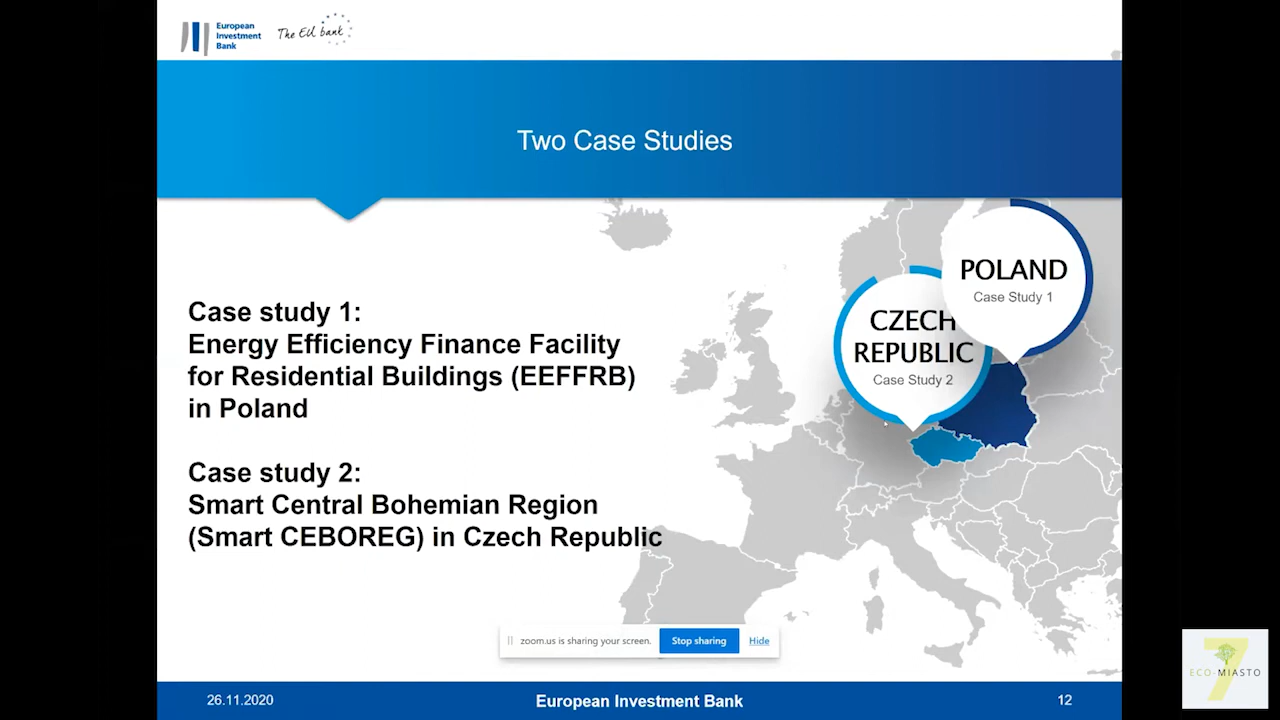 European
Investment
Bank
The EU bank
Two Case Studies
POLAND
Case Study 1
CZECH
REPUBLIC
Case Study 2
Case study 1:
Energy Efficiency Finance Facility
for Residential Buildings (EEFFRB)
in Poland
Case study 2:
Smart Central Bohemian Region
(Smart CEBOREG) in Czech Republic
zoom.us is sharing your screen. Stop sharing Hide
26.11.2020 European Investment Bank 12
7
ECO-MIASTO